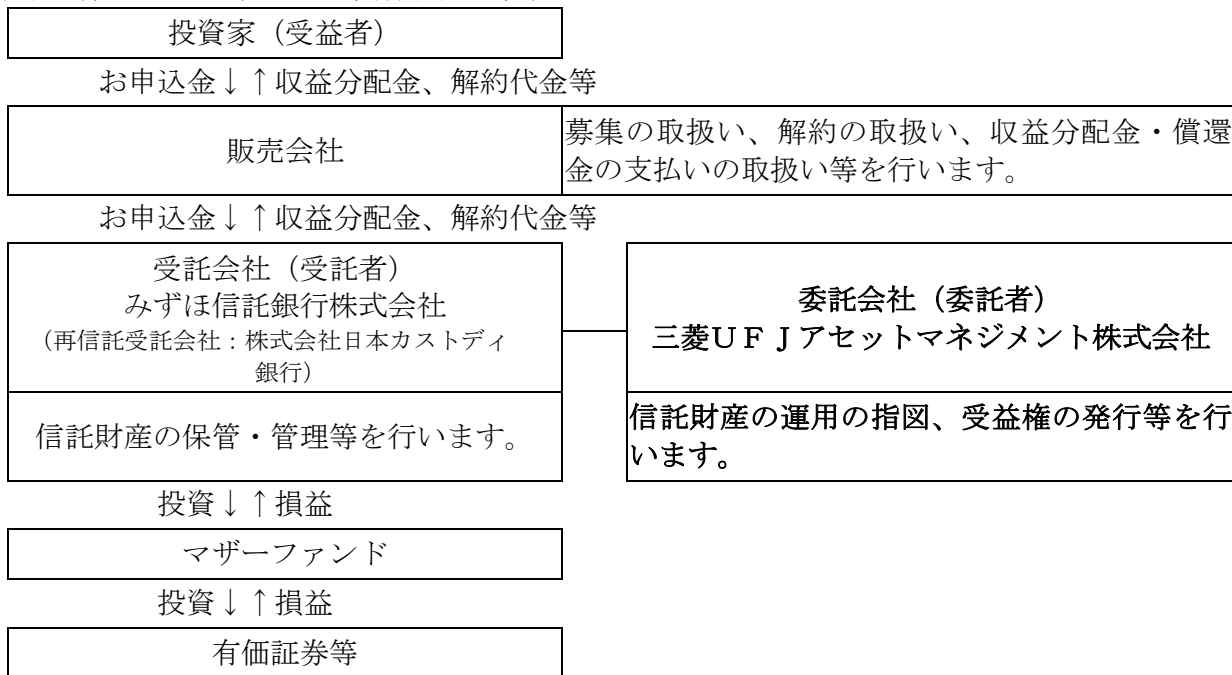 投資家（受益者）
お申込金↓↑収益分配金、解約代金等
販売会社
募集の取扱い、解約の取扱い、収益分配金・償還
金の支払いの取扱い等を行います。
お申込金↓↑収益分配金、解約代金等
受託会社（受託者）
みずほ信託銀行株式会社
（再信託受託会社：株式会社日本カストディ
銀行）
委託会社（委託者）
三菱ＵＦＪアセットマネジメント株式会社
信託財産の保管・管理等を行います。
信託財産の運用の指図、受益権の発行等を行
います。
投資↓↑損益
マザーファンド
投資↓↑損益
有価証券等